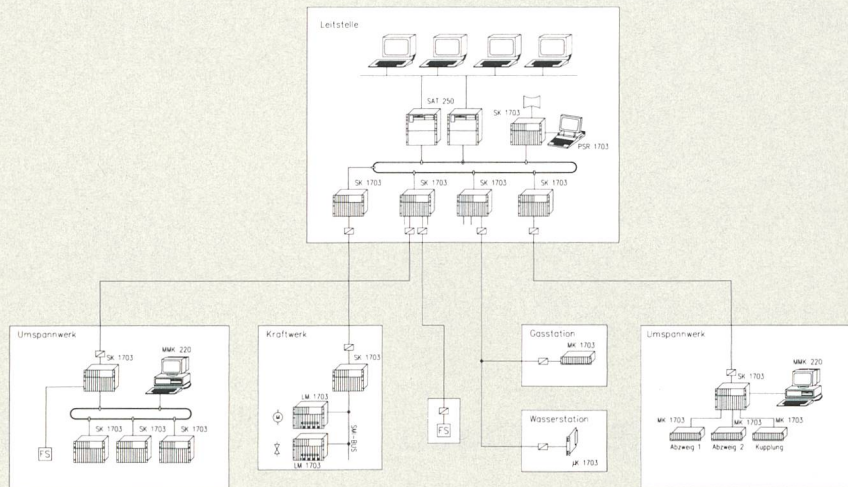 Leitstelle
SAT 250
SK 1703
PSR 1703
SK 1703
SK 1703
SK 1703
SK 1703
Umspannwerk
SK 1703
MMK 220
SK 1703
SK 1703
SK 1703
FS
Kraftwerk
SK 1703
LM 1703
M
SMI-BUS
LM 1703
FS
Gasstation
MK 1703
Wasserstation
µK 1703
Umspannwerk
SK 1703
MMK 220
MK 1703
MK 1703
MK 1703
Abzweig 1
Abzweig 2
Kupplung